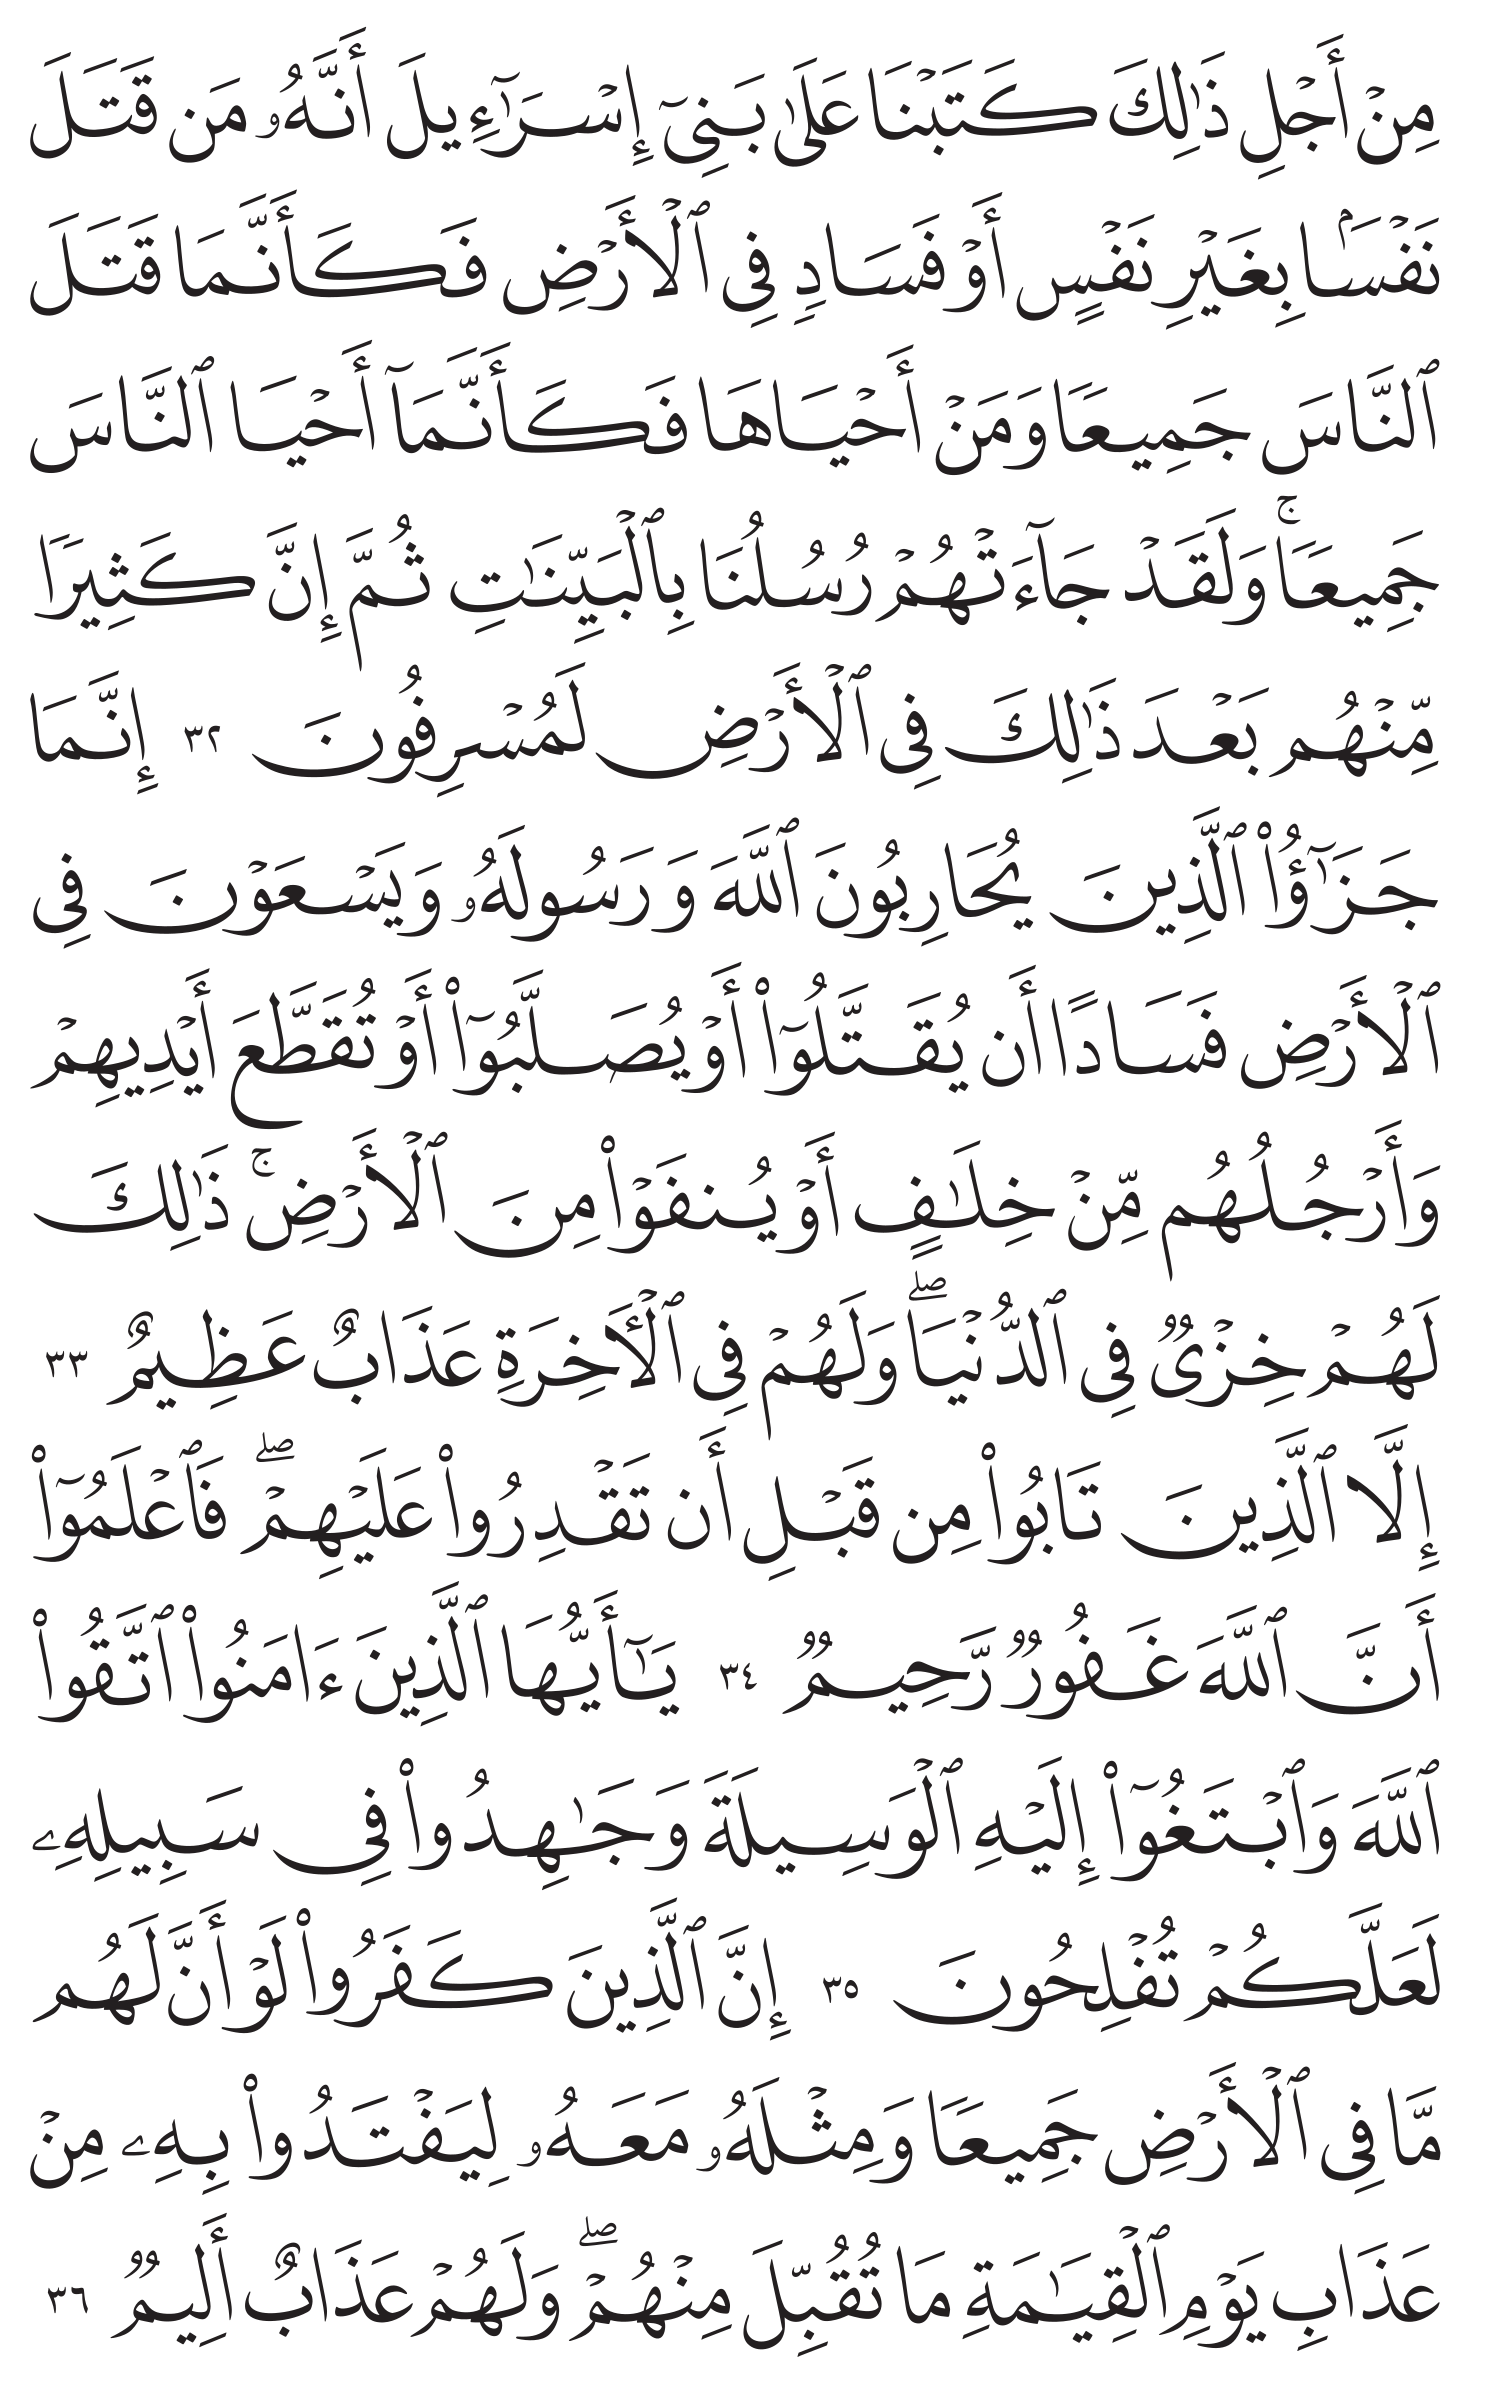 مِنْ أَجْلِ ذَٰلِكَ كَتَبْنَا عَلَىٰ بَنِىٓ إِسْرَٰٓءِيلَ أَنَّهُۥ مَن قَتَلَ
نَفْسَۢا بِغَيْرِ نَفْسٍ أَوْ فَسَادٍ فِى ٱلْأَرْضِ فَكَأَنَّمَا قَتَلَ
ٱلنَّاسَ جَمِيعًا وَمَنْ أَحْيَاهَا فَكَأَنَّمَآ أَحْيَا ٱلنَّاسَ
جَمِيعًا ۚ وَلَقَدْ جَآءَتْهُمْ رُسُلُنَا بِٱلْبَيِّنَٰتِ ثُمَّ إِنَّ كَثِيرًا
مِّنْهُم بَعْدَ ذَٰلِكَ فِى ٱلْأَرْضِ لَمُسْرِفُونَ ٣٢ إِنَّمَا
جَزَٰٓؤُا۟ ٱلَّذِينَ يُحَارِبُونَ ٱللَّهَ وَرَسُولَهُۥ وَيَسْعَوْنَ فِى
ٱلْأَرْضِ فَسَادًا أَن يُقَتَّلُوٓا۟ أَوْ يُصَلَّبُوٓا۟ أَوْ تُقَطَّعَ أَيْدِيهِمْ
وَأَرْجُلُهُم مِّنْ خِلَٰفٍ أَوْ يُنفَوْا۟ مِنَ ٱلْأَرْضِ ۚ ذَٰلِكَ
لَهُمْ خِزْىٌ فِى ٱلدُّنْيَا ۖ وَلَهُمْ فِى ٱلْأَخِرَةِ عَذَابٌ عَظِيمٌ ٣٣
إِلَّا ٱلَّذِينَ تَابُوا۟ مِن قَبْلِ أَن تَقْدِرُوا۟ عَلَيْهِمْ ۖ فَٱعْلَمُوٓا۟
أَنَّ ٱللَّهَ غَفُورٌ رَّحِيمٌ ٣٤ يَٰٓأَيُّهَا ٱلَّذِينَ ءَامَنُوا۟ ٱتَّقُوا۟
ٱللَّهَ وَٱبْتَغُوٓا۟ إِلَيْهِ ٱلْوَسِيلَةَ وَجَٰهِدُوا۟ فِى سَبِيلِهِۦ
لَعَلَّكُمْ تُفْلِحُونَ ٣٥ إِنَّ ٱلَّذِينَ كَفَرُوا۟ لَوْ أَنَّ لَهُم
مَّا فِى ٱلْأَرْضِ جَمِيعًا وَمِثْلَهُۥ مَعَهُۥ لِيَفْتَدُوا۟ بِهِۦ مِنْ
عَذَابِ يَوْمِ ٱلْقِيَٰمَةِ مَا تُقُبِّلَ مِنْهُمْ ۖ وَلَهُمْ عَذَابٌ أَلِيمٌ ٣٦